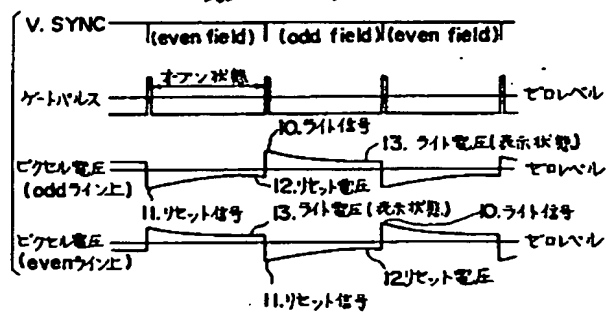 V. SYNC
(even field) (odd field) (even field)
ゲートパルス オープン状態 ゼロレベル
10.ライト信号
13.ライト電圧(表示状態)
ピクセル電圧 ゼロレベル
(oddライン上) 12.リセット電圧
11.リセット信号 13.ライト電圧(表示状態) 10.ライト信号
ピクセル電圧 ゼロレベル
(evenライン上) 12リセット電圧
11.リセット信号